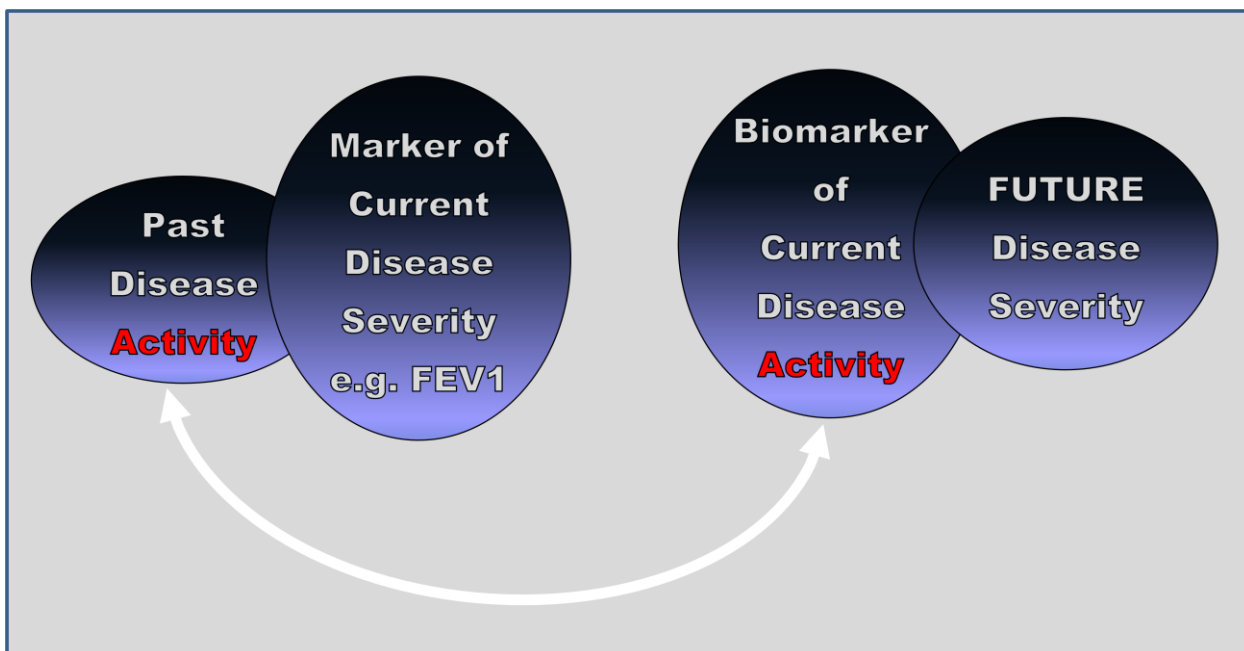 Past
Disease
Activity
Marker of
Current
Disease
Severity
e.g. FEV1
Biomarker
of
Current
Disease
Activity
FUTURE
Disease
Severity